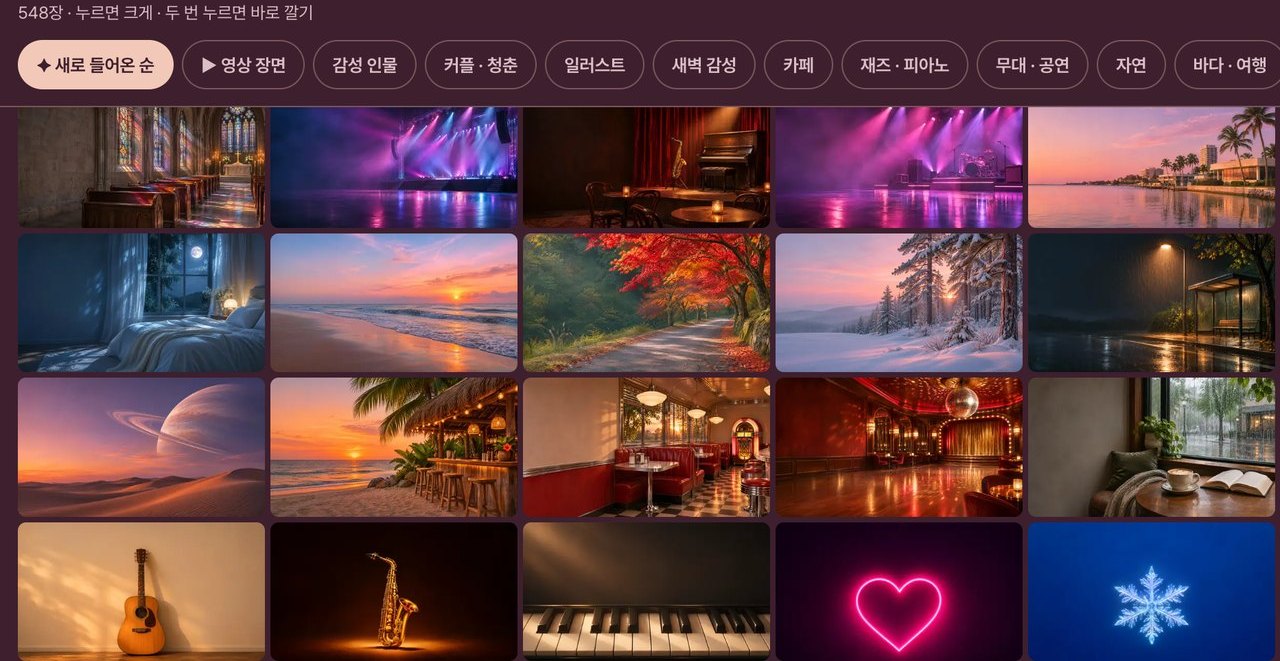 548장 · 누르면 크게 · 두 번 누르면 바로 깔기
✦ 새로 들어온 순 ▶ 영상 장면 감성 인물 커플 · 청춘 일러스트 새벽 감성 카페 재즈 · 피아노 무대 · 공연 자연 바다 · 여행